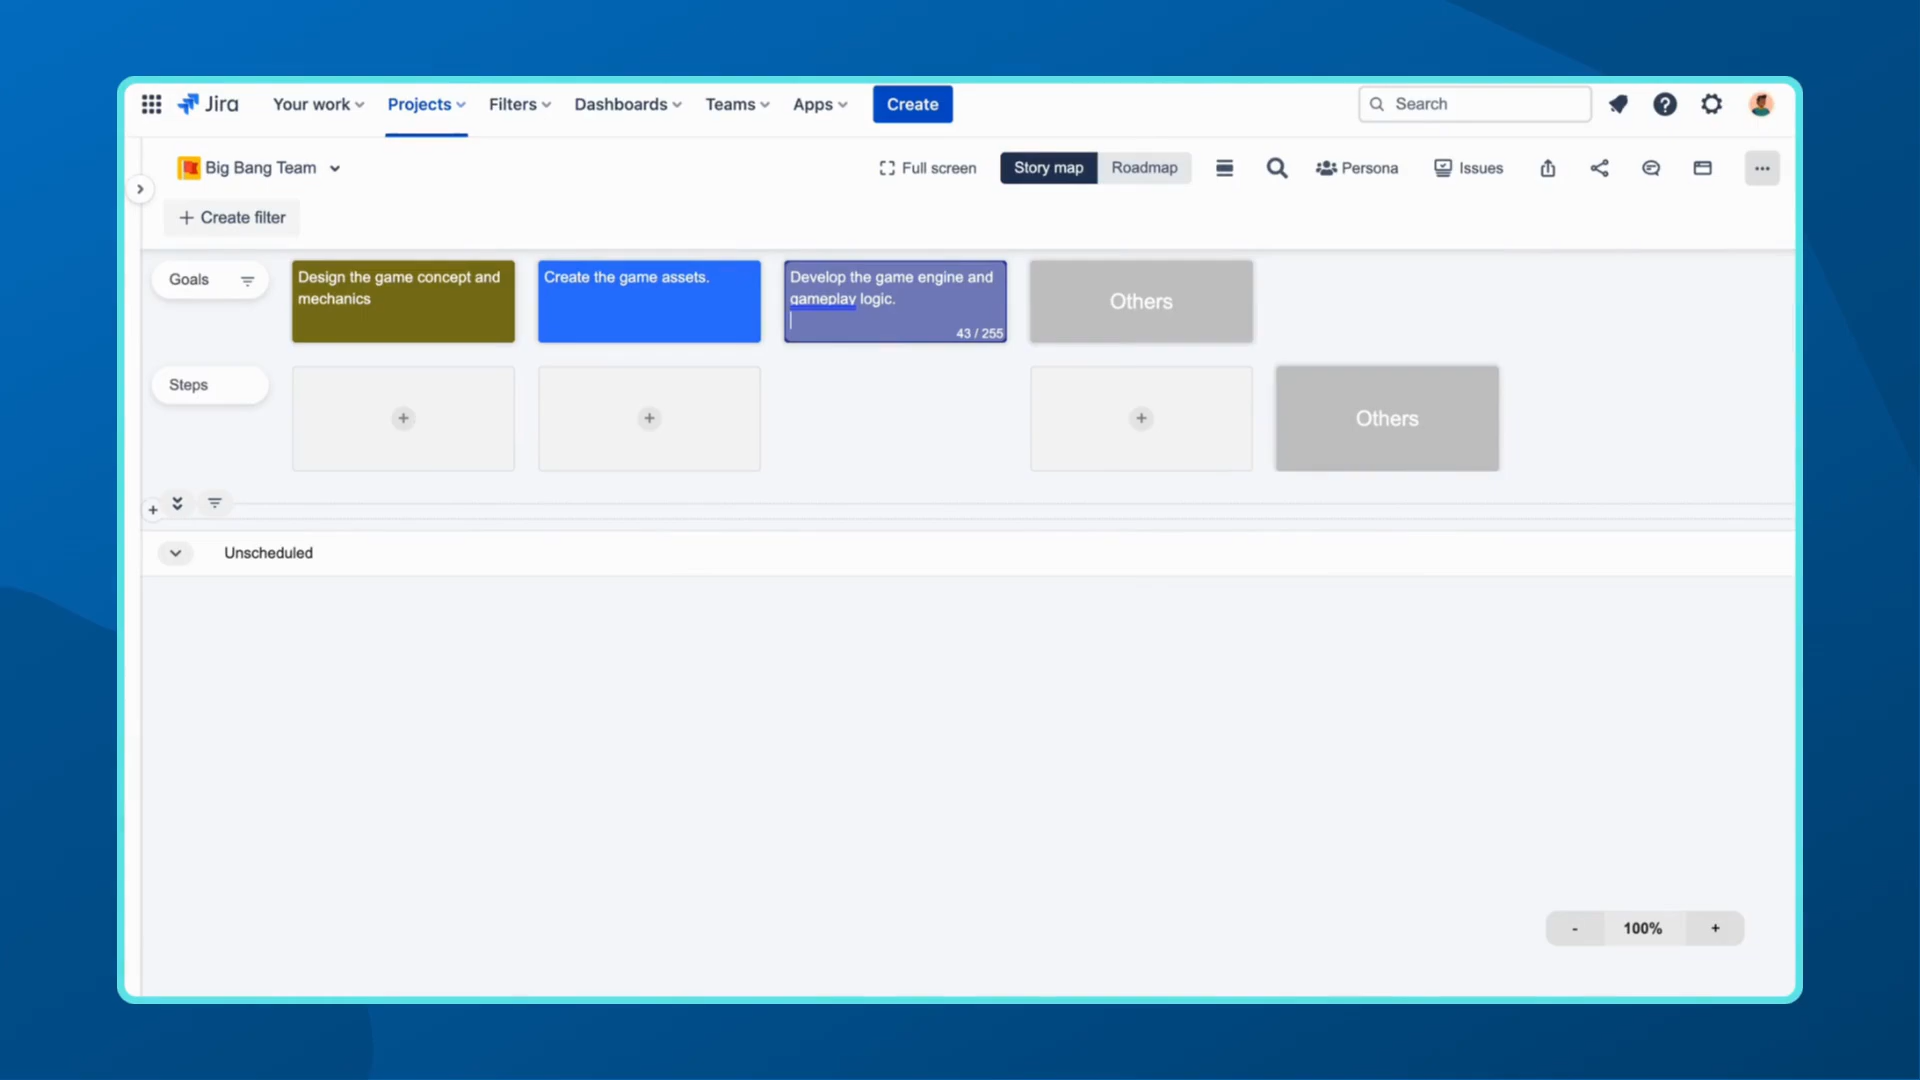 Jira
Your work
Projects
Filters
Dashboards
Teams
Apps
Create
Search
Big Bang Team
Full screen
Story map
Roadmap
Persona
Issues
+ Create filter
Goals
Design the game concept and
mechanics
Create the game assets.
Develop the game engine and
gameplay logic.
43 / 255
Others
Steps
+
+
+
Others
+
Unscheduled
-
100%
+